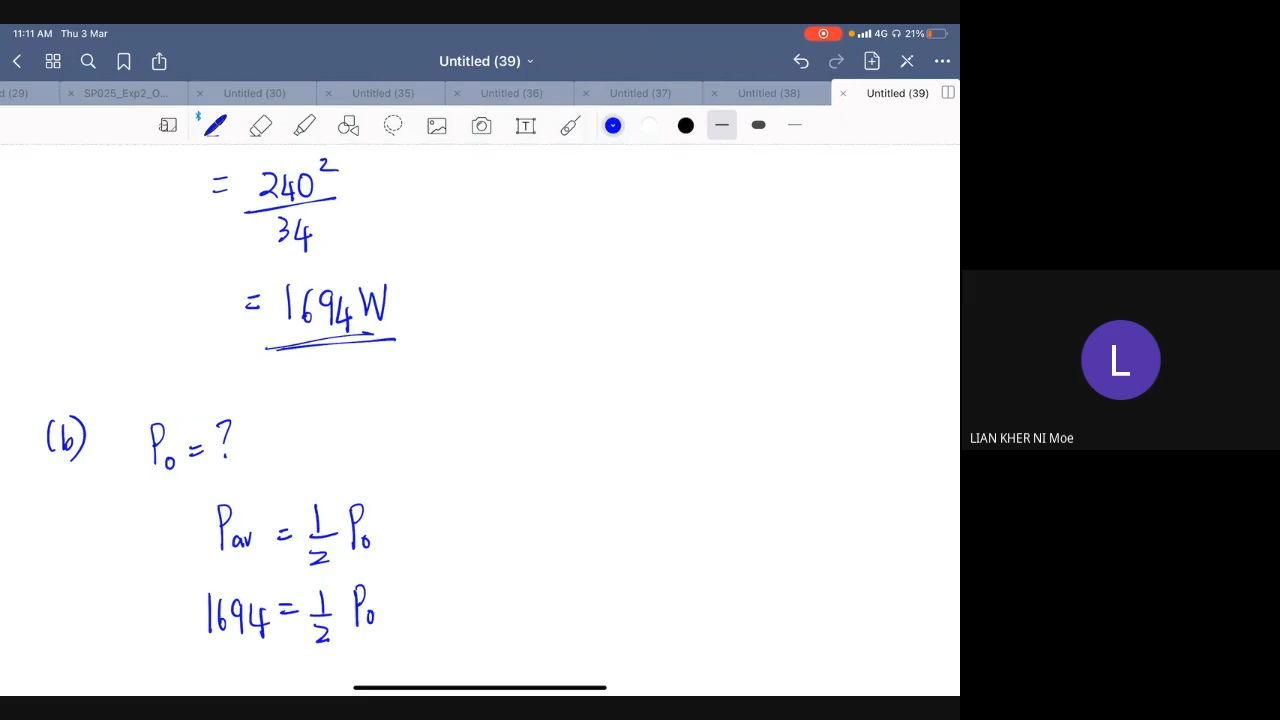 11:11 AM Thu 3 Mar
4G 21%
Untitled (39)
d (29)
SP025_Exp2_O...
Untitled (30)
Untitled (35)
Untitled (36)
Untitled (37)
Untitled (38)
Untitled (39)
T
= 240²
34
= 1694 W
(b) P₀ = ?
Pav = 1/2 P₀
1694 = 1/2 P₀
L
LIAN KHER NI Moe